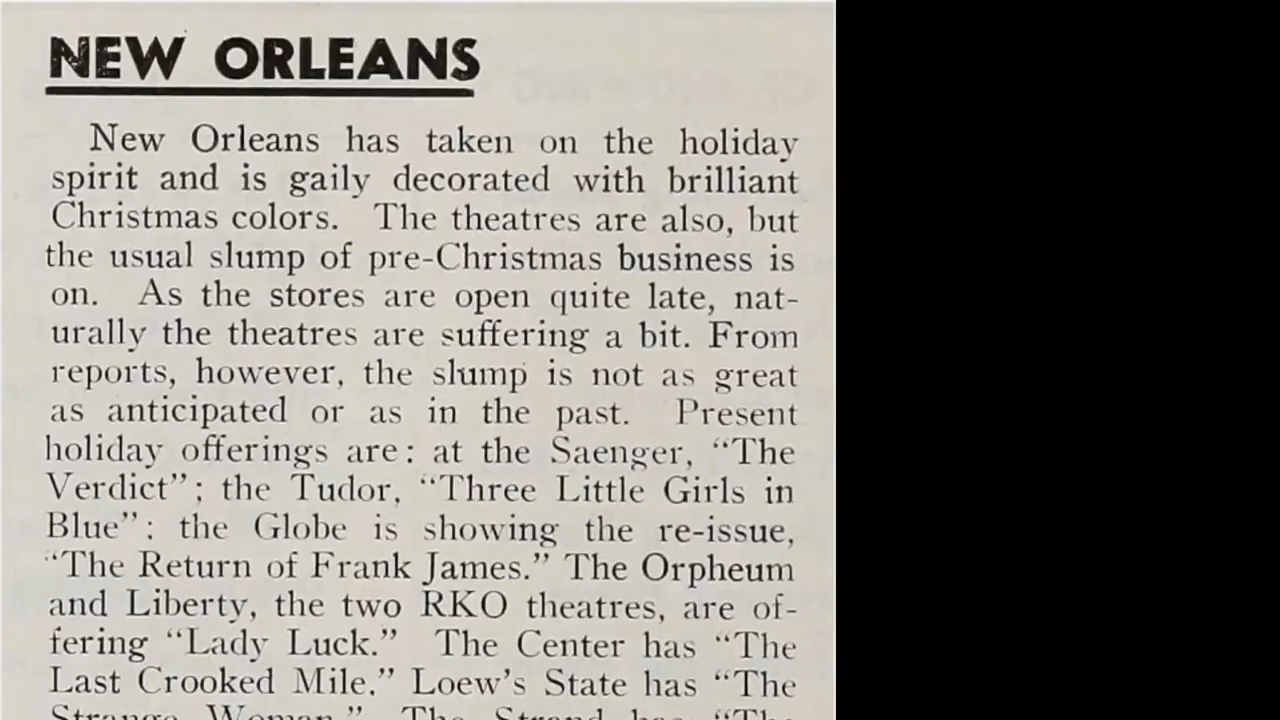 NEW ORLEANS
New Orleans has taken on the holiday
spirit and is gaily decorated with brilliant
Christmas colors. The theatres are also, but
the usual slump of pre-Christmas business is
on. As the stores are open quite late, nat-
urally the theatres are suffering a bit. From
reports, however, the slump is not as great
as anticipated or as in the past. Present
holiday offerings are: at the Saenger, “The
Verdict”; the Tudor, “Three Little Girls in
Blue”; the Globe is showing the re-issue,
“The Return of Frank James.” The Orpheum
and Liberty, the two RKO theatres, are of-
fering “Lady Luck.” The Center has “The
Last Crooked Mile.” Loew's State has “The
Strange Woman.” The Strand has “The